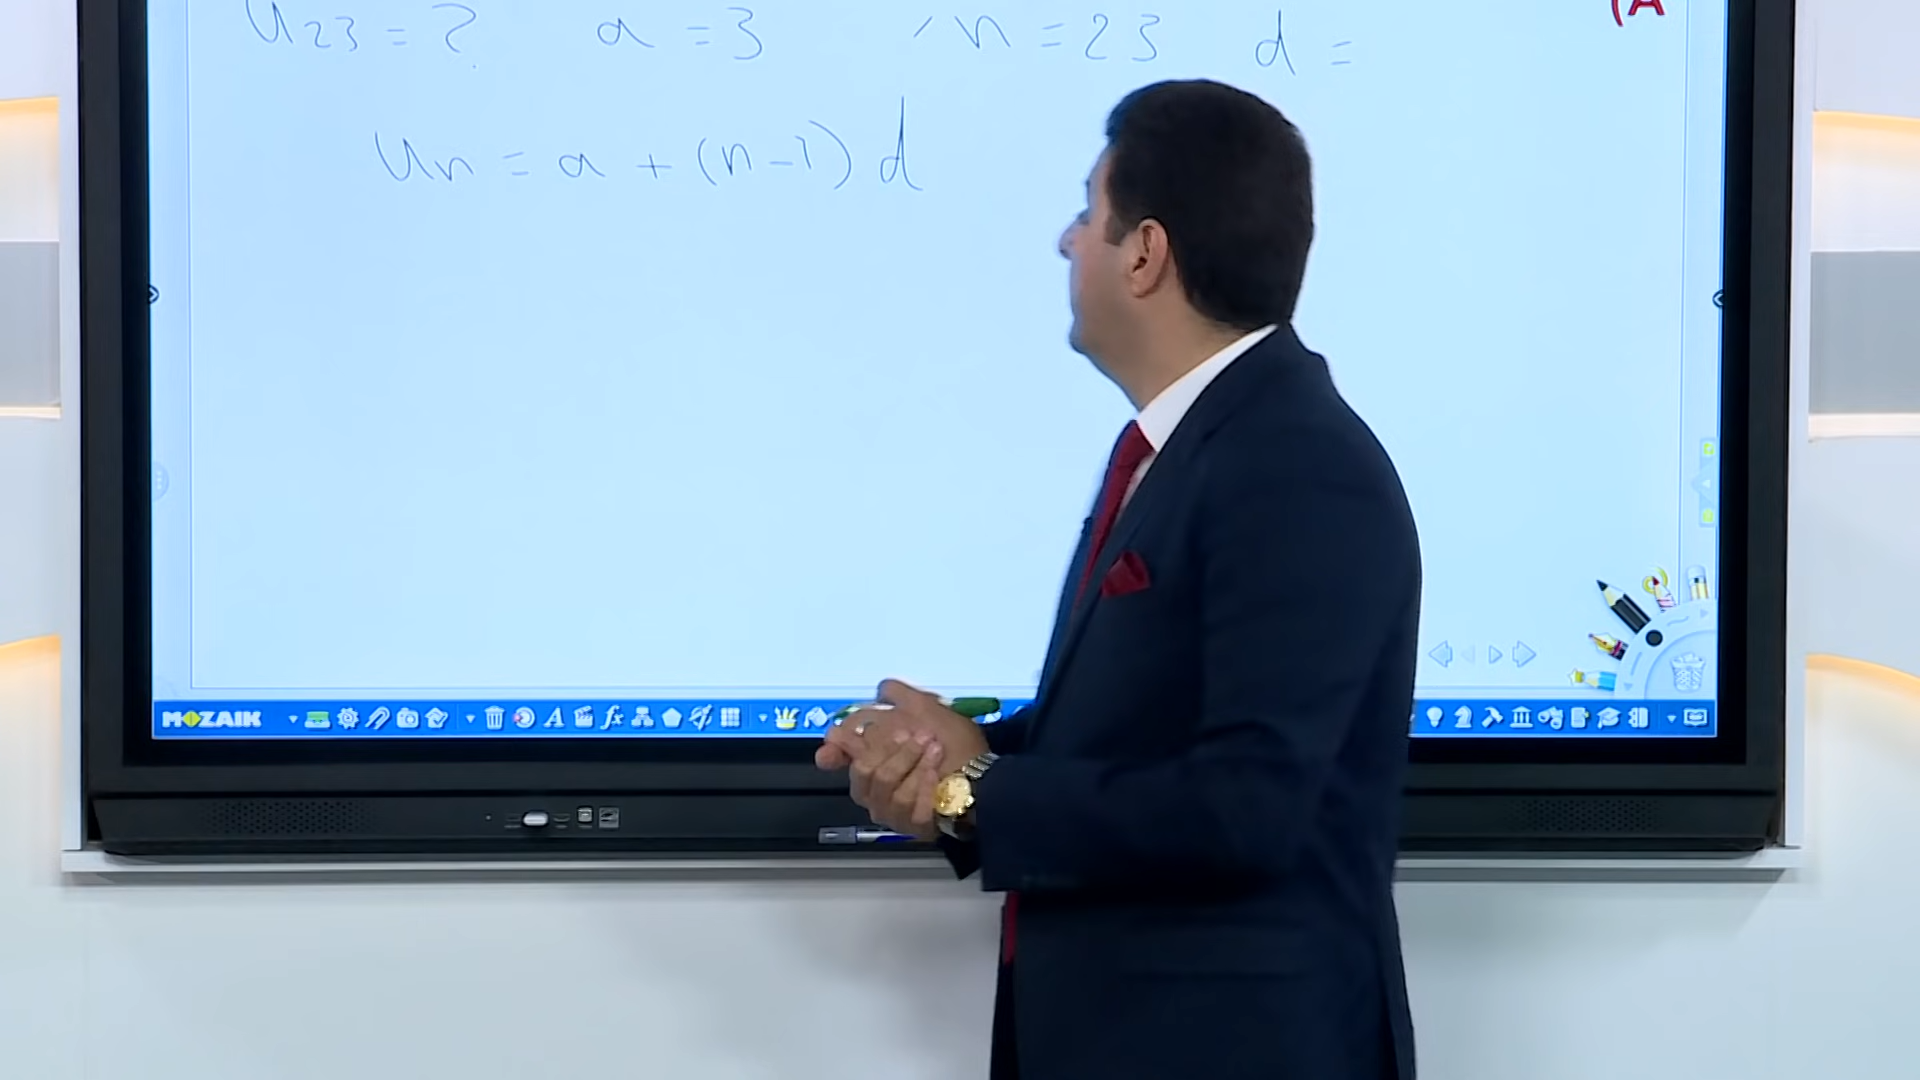 (A
U23 = ? a = 3 , n = 23 d =
Un = a + (n-1) d
MOZAIK